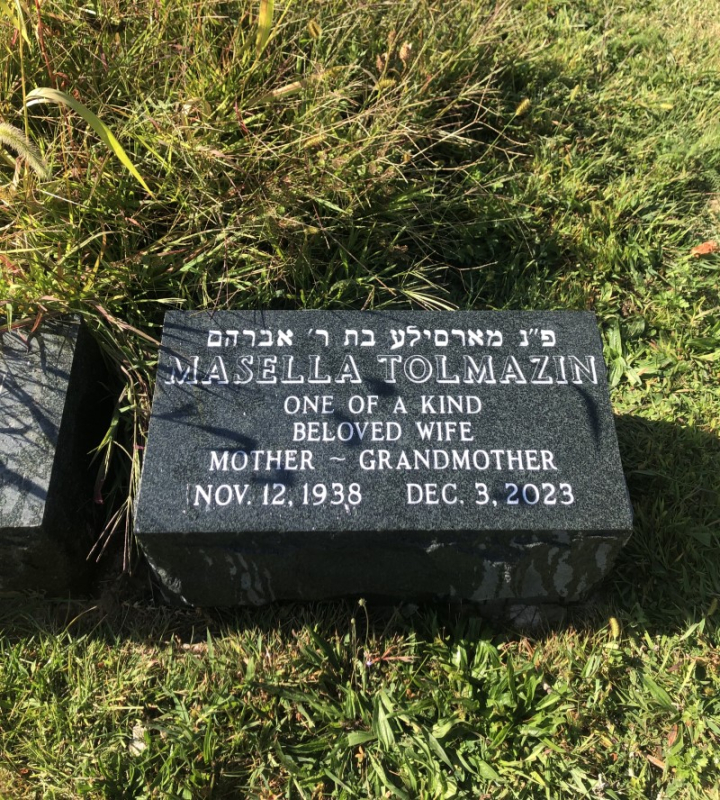 פ״נ מארסילע בת ר׳ אברהם
MASELLA TOLMAZIN
ONE OF A KIND
BELOVED WIFE
MOTHER ~ GRANDMOTHER
NOV. 12, 1938 DEC. 3, 2023